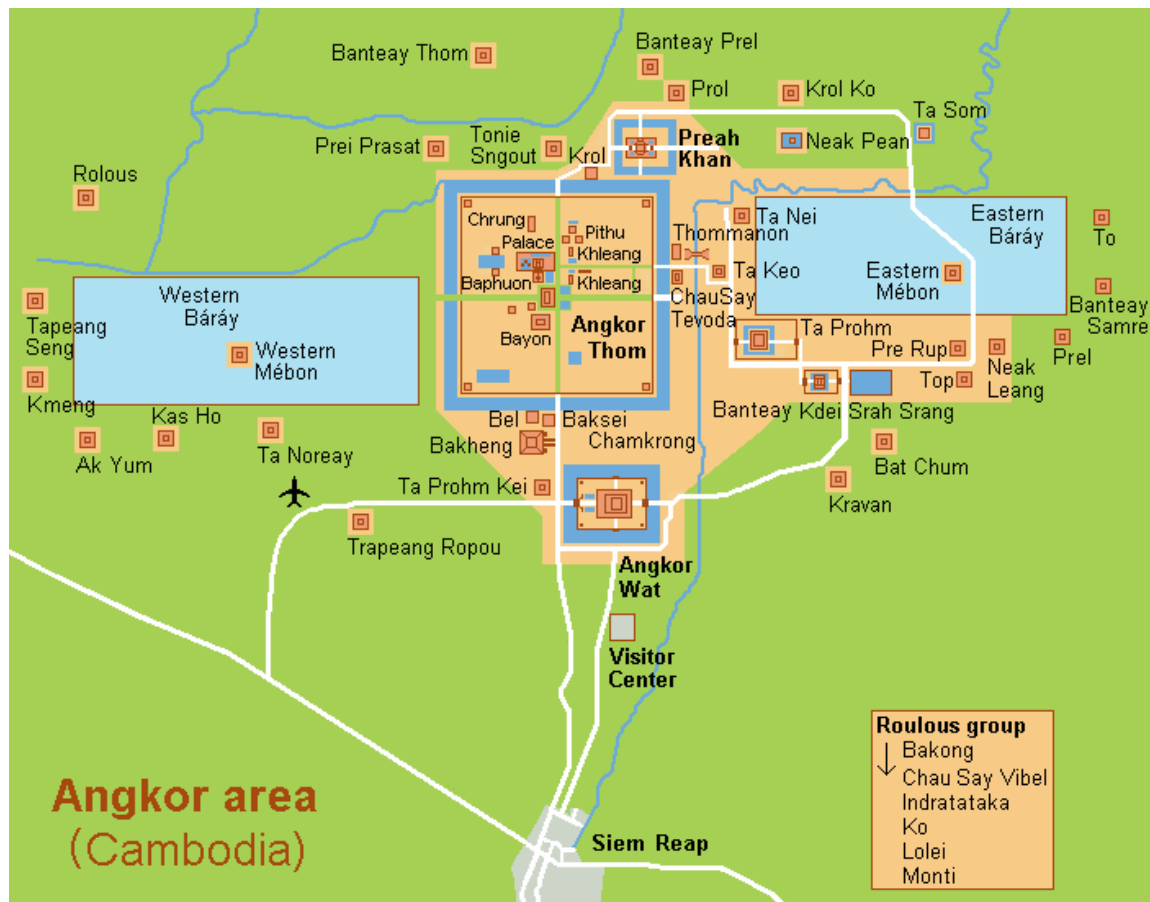 Banteay Thom
Banteay Prel
Prol
Krol Ko
Ta Som
Prei Prasat
Tonie
Sngout
Krol
Preah
Khan
Neak Pean
Rolous
Chrung
Palace
Pithu
Khleang
Baphuon
Khleang
Bayon
Angkor
Thom
Thommanon
Ta Nei
Ta Keo
ChauSay
Tevoda
Eastern
Báráy
Eastern
Mébon
To
Banteay
Samre
Prel
Western
Báráy
Western
Mébon
Tapeang
Seng
Kmeng
Kas Ho
Ak Yum
Ta Noreay
Ta Prohm
Pre Rup
Top
Neak
Leang
Banteay Kdei Srah Srang
Bel
Baksei
Chamkrong
Bakheng
Bat Chum
Kravan
Ta Prohm Kei
Trapeang Ropou
Angkor
Wat
Visitor
Center
Roulous group
Bakong
Chau Say Vibel
Indratataka
Ko
Lolei
Monti
Angkor area
(Cambodia)
Siem Reap